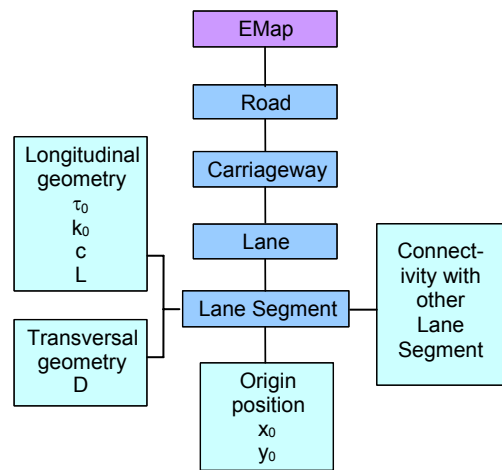 EMap
Road
Carriageway
Lane
Lane Segment
Longitudinal
geometry
τ₀
k₀
c
L
Transversal
geometry
D
Origin
position
x₀
y₀
Connect-
ivity with
other
Lane
Segment